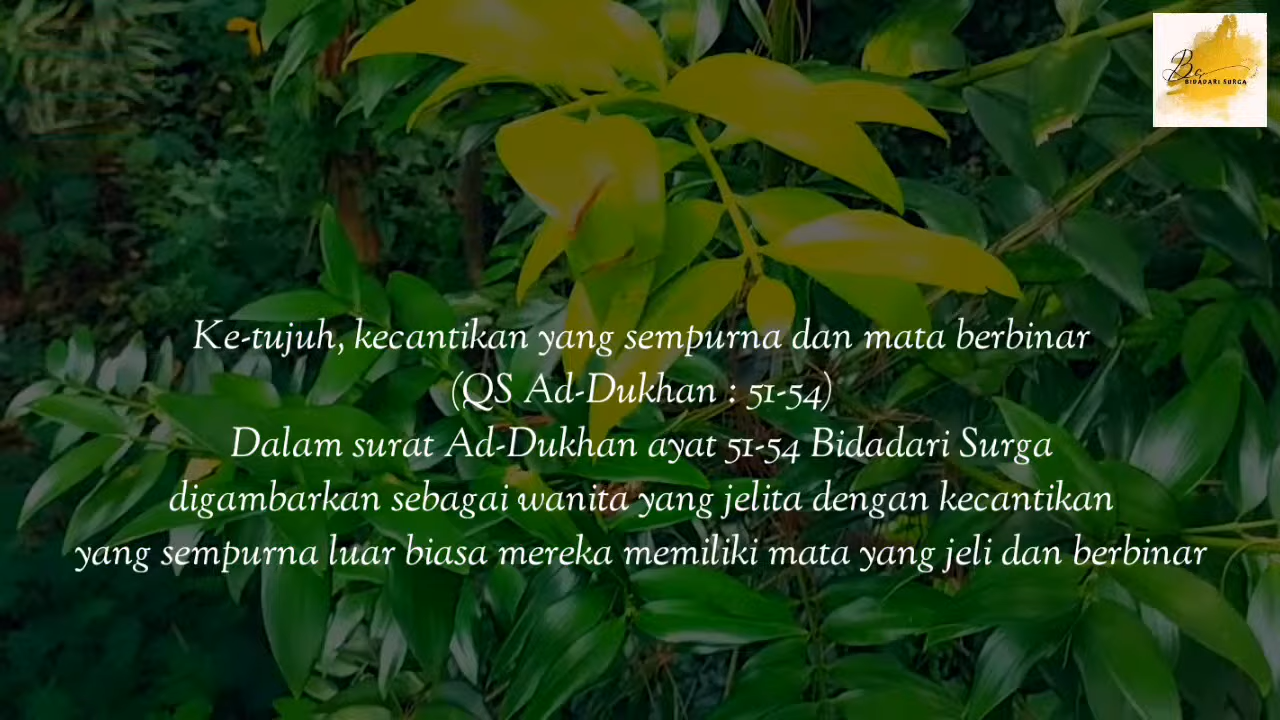 Bs
BIDADARI SURGA
Ke-tujuh, kecantikan yang sempurna dan mata berbinar
(QS Ad-Dukhan : 51-54)
Dalam surat Ad-Dukhan ayat 51-54 Bidadari Surga
digambarkan sebagai wanita yang jelita dengan kecantikan
yang sempurna luar biasa mereka memiliki mata yang jeli dan berbinar